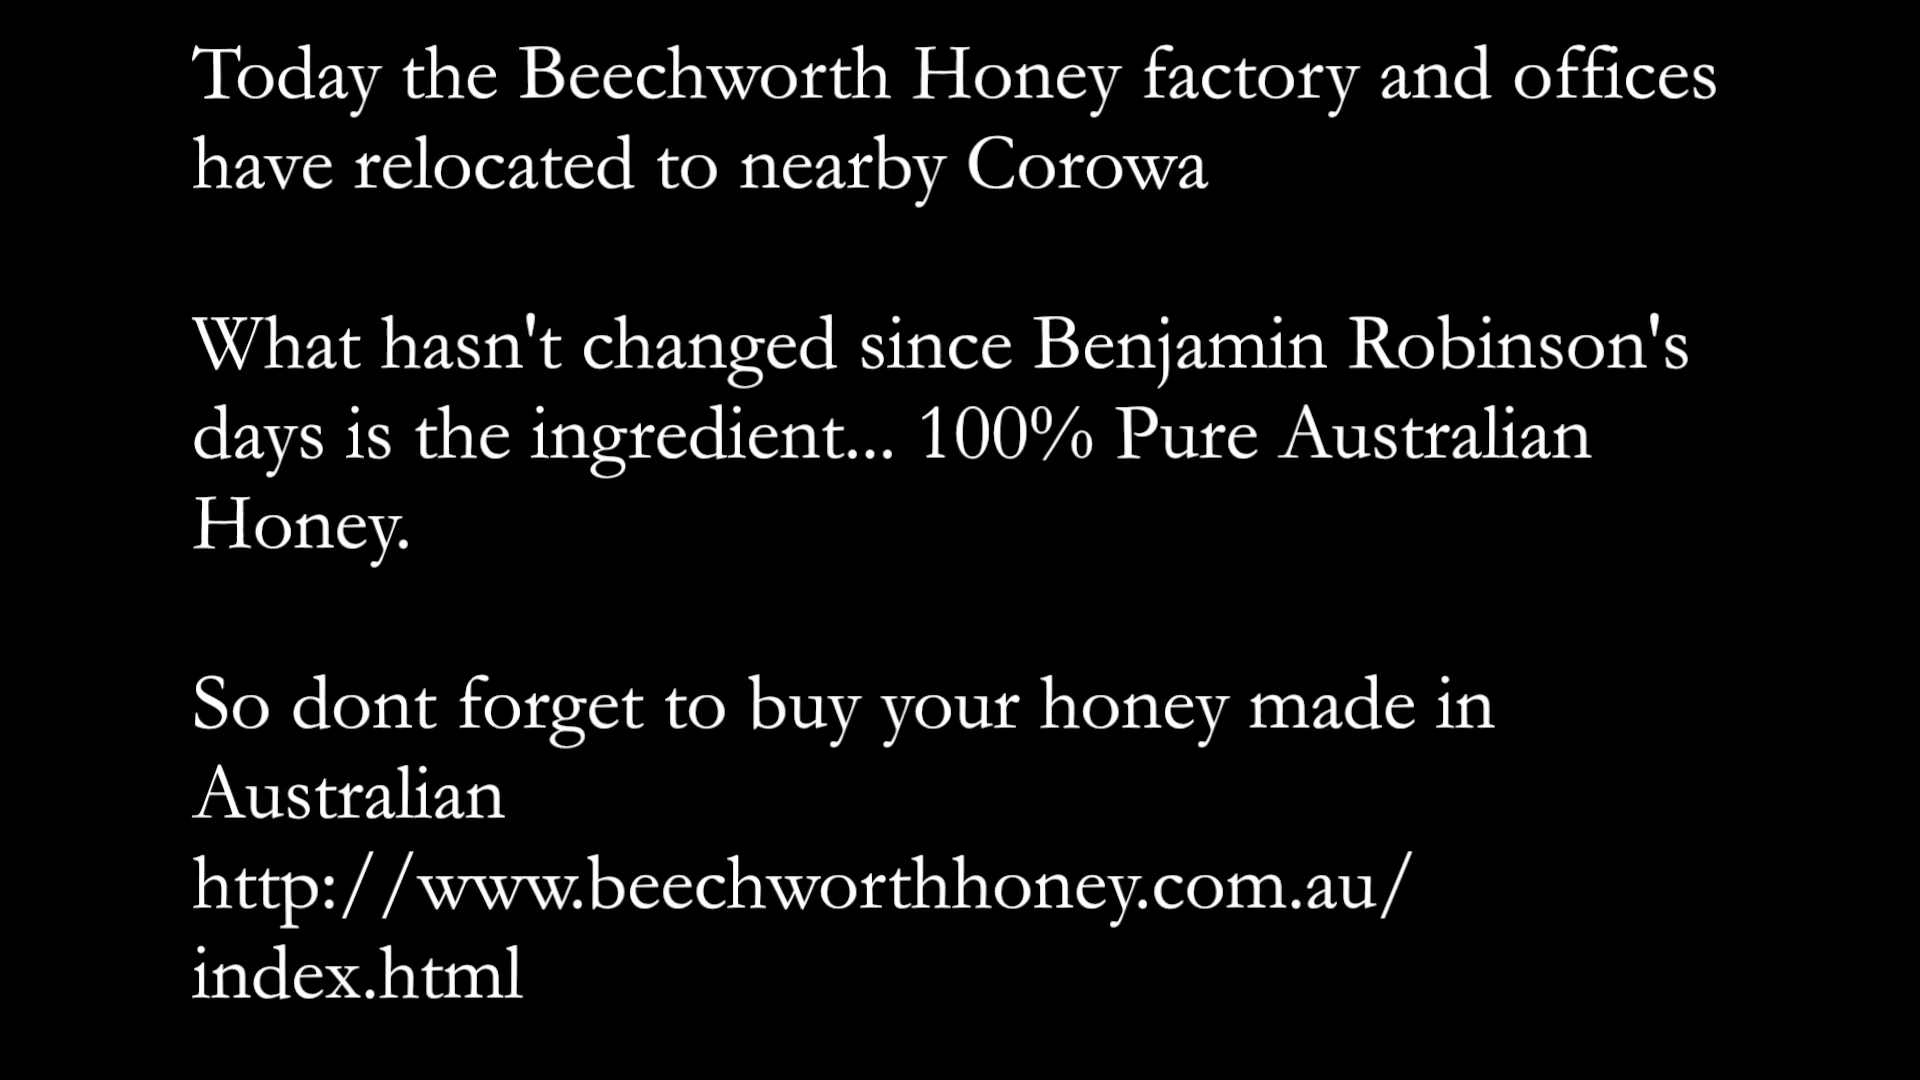 Today the Beechworth Honey factory and offices
have relocated to nearby Corowa
What hasn't changed since Benjamin Robinson's
days is the ingredient... 100% Pure Australian
Honey.
So dont forget to buy your honey made in
Australian
http://www.beechworthhoney.com.au/
index.html